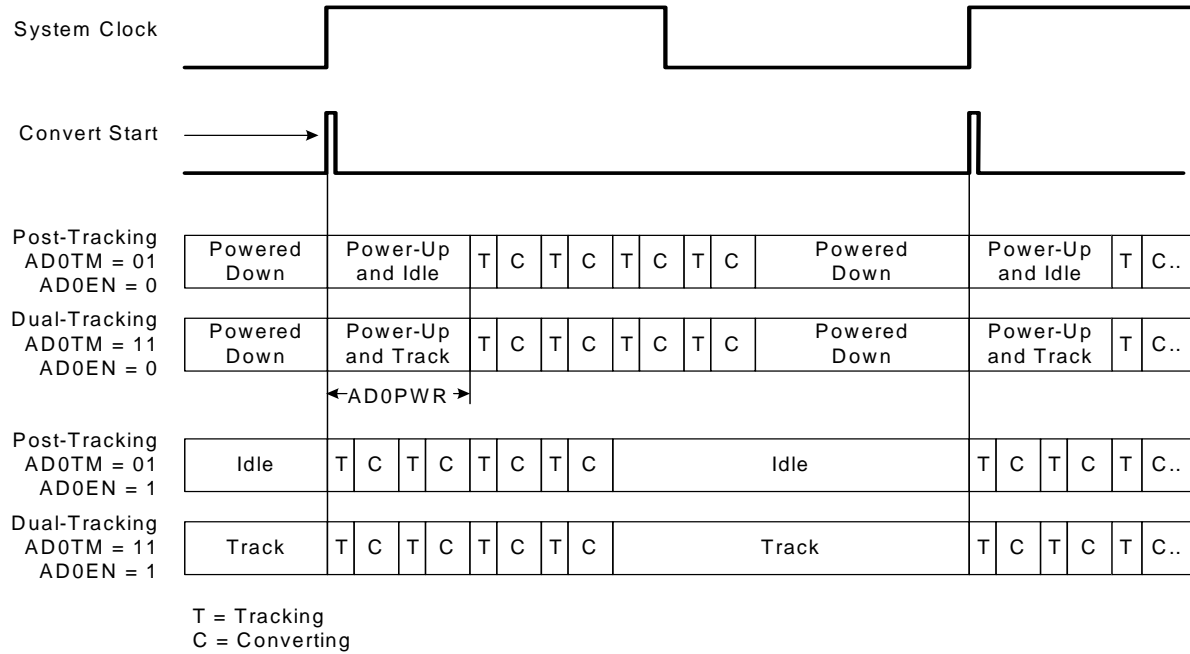 System Clock
Convert Start
Post-Tracking
AD0TM = 01
AD0EN = 0
Powered
Down
Power-Up
and Idle
T C T C T C T C
Powered
Down
Power-Up
and Idle
T C..
Dual-Tracking
AD0TM = 11
AD0EN = 0
Powered
Down
Power-Up
and Track
T C T C T C T C
Powered
Down
Power-Up
and Track
T C..
AD0PWR
Post-Tracking
AD0TM = 01
AD0EN = 1
Idle T C T C T C T C Idle T C T C T C..
Dual-Tracking
AD0TM = 11
AD0EN = 1
Track T C T C T C T C Track T C T C T C..
T = Tracking
C = Converting